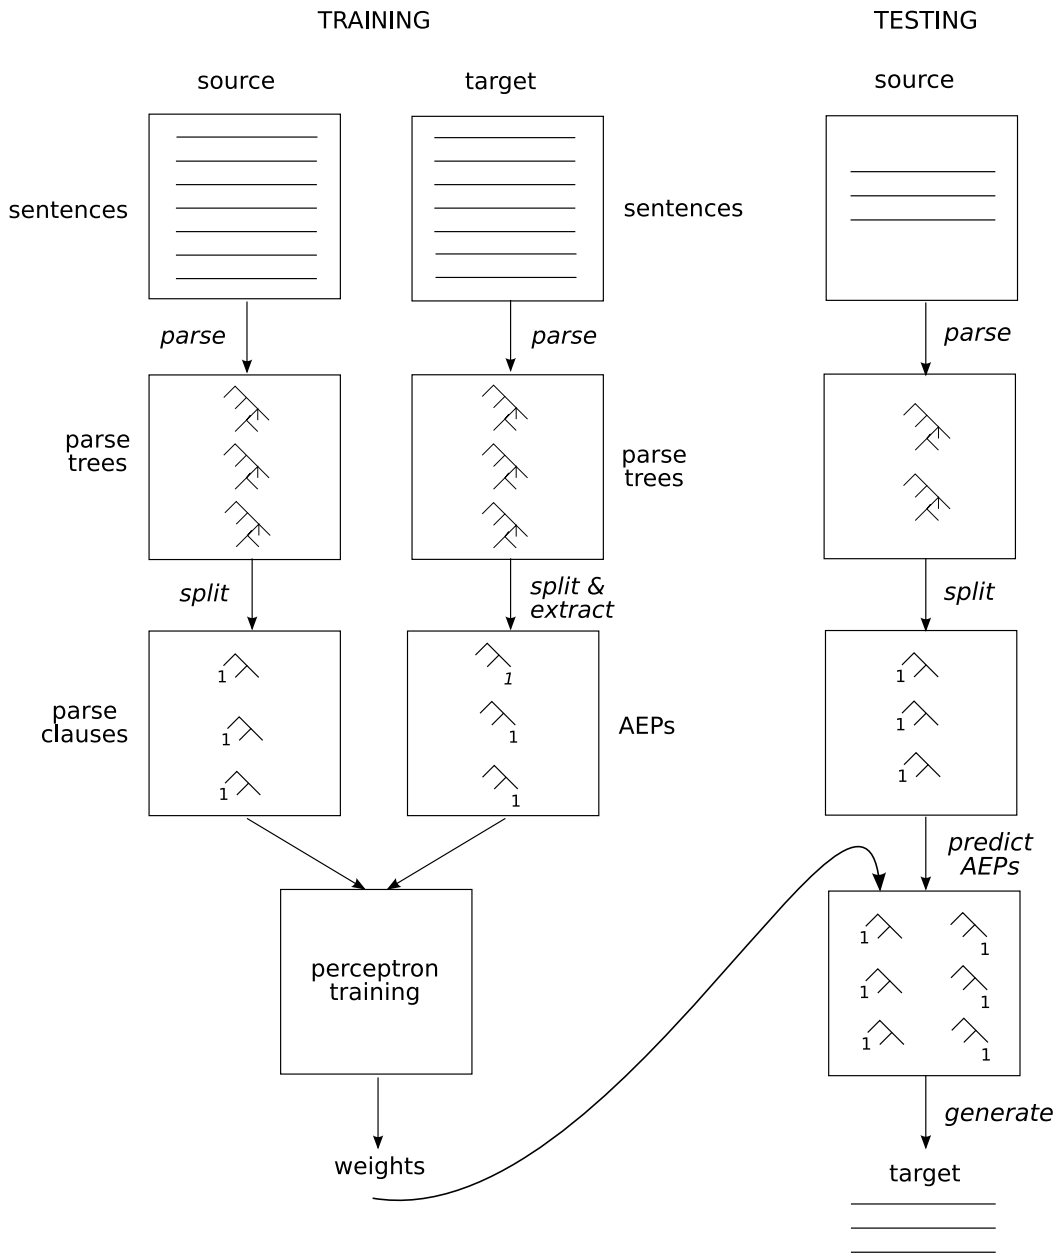 TRAINING
TESTING
source
target
source
sentences
sentences
parse
parse
parse
parse
trees
parse
trees
split
split &
extract
split
1
1
1
parse
clauses
1
1
1
AEPs
1
1
1
predict
AEPs
perceptron
training
1
1
1
1
1
1
generate
weights
target